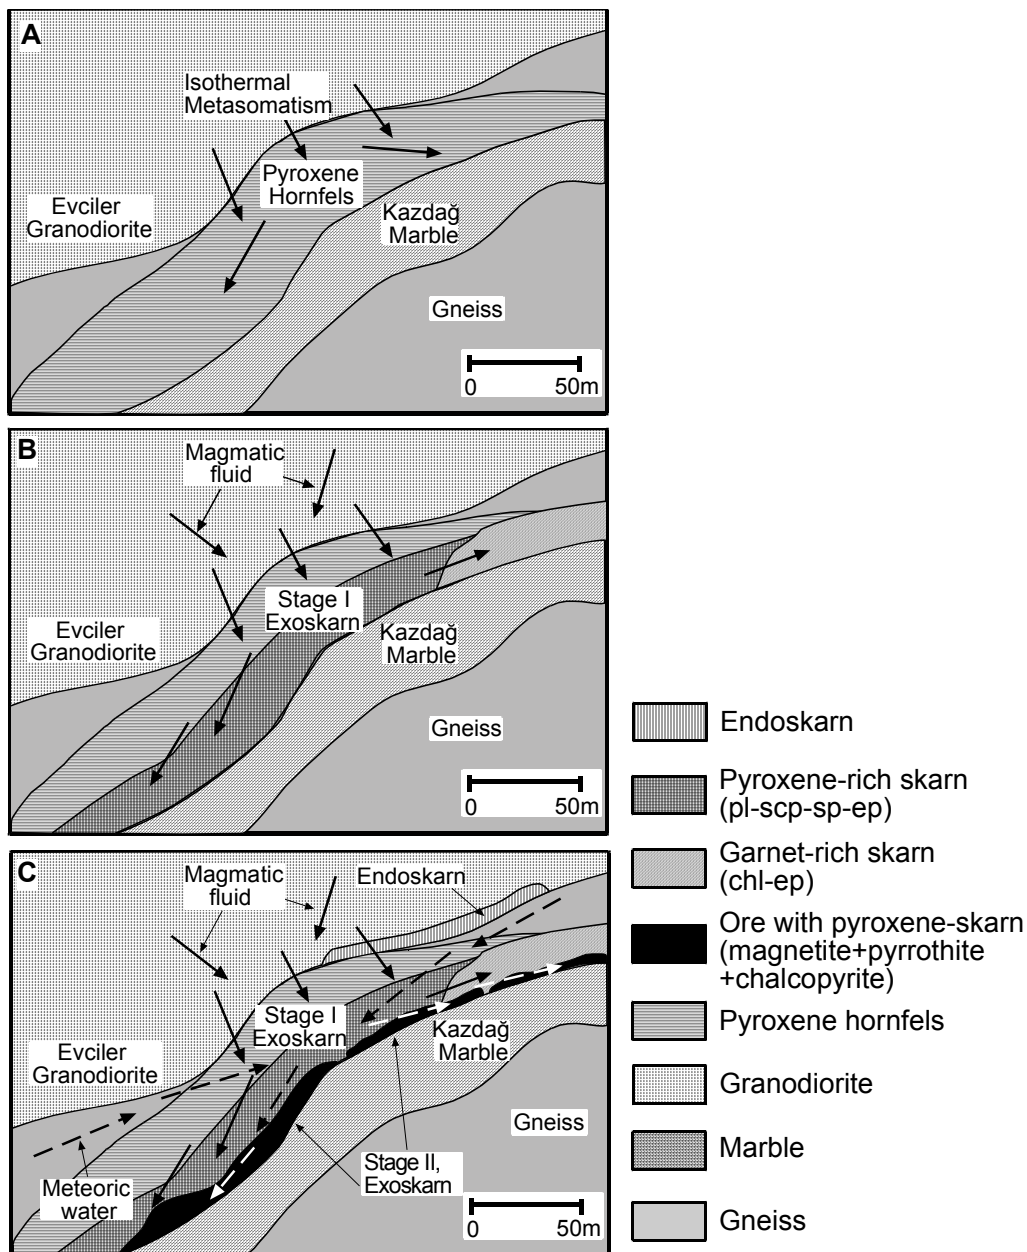 A
Isothermal
Metasomatism
Pyroxene
Hornfels
Evciler
Granodiorite
Kazdağ
Marble
Gneiss
0 50m
B
Magmatic
fluid
Stage I
Exoskarn
Evciler
Granodiorite
Kazdağ
Marble
Gneiss
0 50m
C
Magmatic
fluid
Endoskarn
Stage I
Exoskarn
Kazdağ
Marble
Evciler
Granodiorite
Gneiss
Stage II,
Exoskarn
Meteoric
water
0 50m
Endoskarn
Pyroxene-rich skarn
(pl-scp-sp-ep)
Garnet-rich skarn
(chl-ep)
Ore with pyroxene-skarn
(magnetite+pyrrothite
+chalcopyrite)
Pyroxene hornfels
Granodiorite
Marble
Gneiss